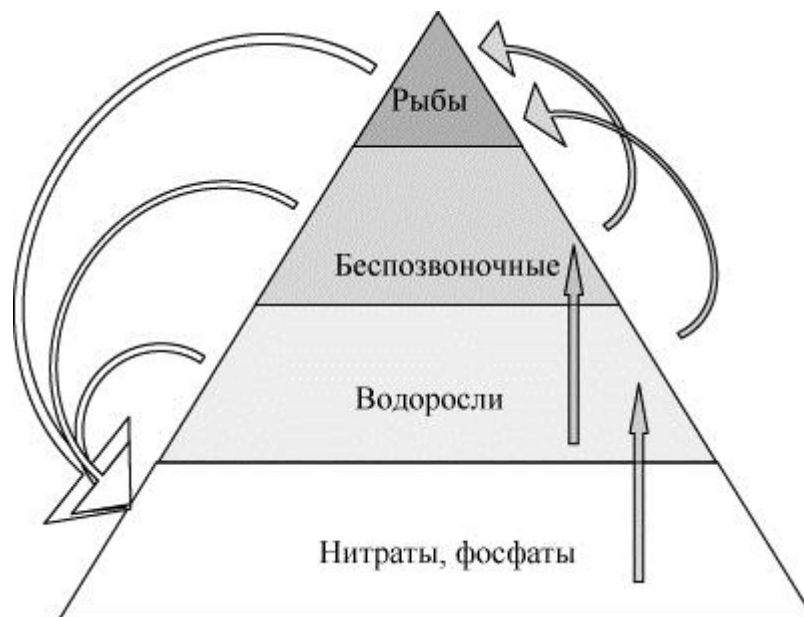 Рыбы
Беспозвоночные
Водоросли
Нитраты, фосфаты